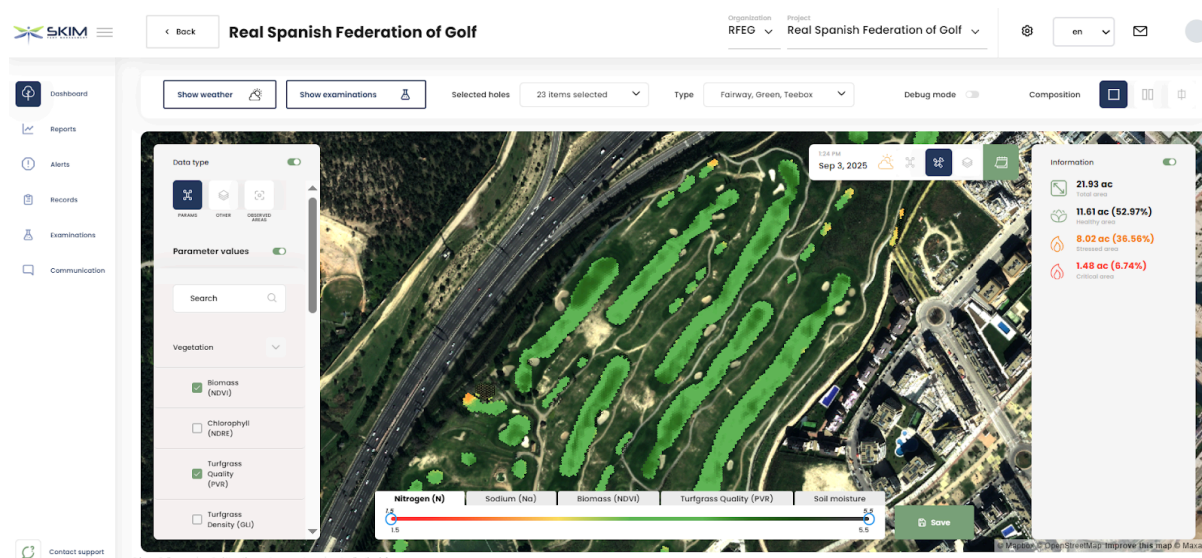 SKIM
Back
Real Spanish Federation of Golf
Organization
RFEG
Project
Real Spanish Federation of Golf
en
Dashboard
Reports
Alerts
Records
Examinations
Communication
Contact support
Show weather
Show examinations
Selected holes
23 items selected
Type
Fairway, Green, Teebox
Debug mode
Composition
Data type
PARAMS
OTHER
OBSERVED
AREAS
Parameter values
Search
Vegetation
Biomass
(NDVI)
Chlorophyll
(NDRE)
Turfgrass
Quality
(PVR)
Turfgrass
Density (GLI)
1:34 PM
Sep 3, 2025
Information
21.93 ac
Total area
11.61 ac (52.97%)
Healthy area
8.02 ac (36.56%)
Stressed area
1.48 ac (6.74%)
Critical area
Nitrogen (N)
Sodium (Na)
Biomass (NDVI)
Turfgrass Quality (PVR)
Soil moisture
1.5
5.5
1.5
5.5
Save
© Mapbox © OpenStreetMap Improve this map © Maxa